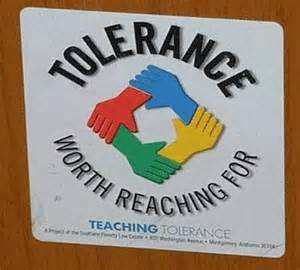 TOLERANCE
WORTH REACHING FOR
TEACHING TOLERANCE
A Project of the Southern Poverty Law Center • 400 Washington Avenue • Montgomery, Alabama 36104